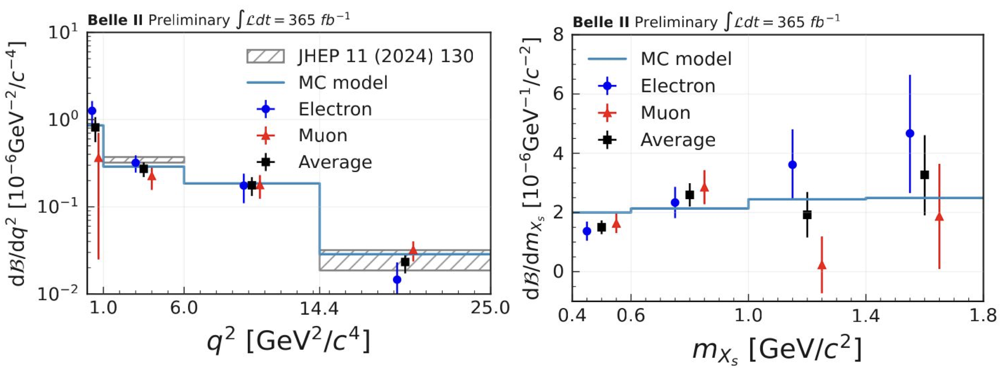 Belle II Preliminary ∫ℒdt = 365 fb⁻¹
dℬ/dq² [10⁻⁶GeV⁻²/c⁻⁴]
10¹
10⁰
10⁻¹
10⁻²
JHEP 11 (2024) 130
MC model
Electron
Muon
Average
1.0 6.0 14.4 25.0
q² [GeV²/c⁴]
Belle II Preliminary ∫ℒdt = 365 fb⁻¹
dℬ/dm_{X_s} [10⁻⁶GeV⁻¹/c⁻²]
8
6
4
2
0
MC model
Electron
Muon
Average
0.4 0.6 1.0 1.4 1.8
m_{X_s} [GeV/c²]